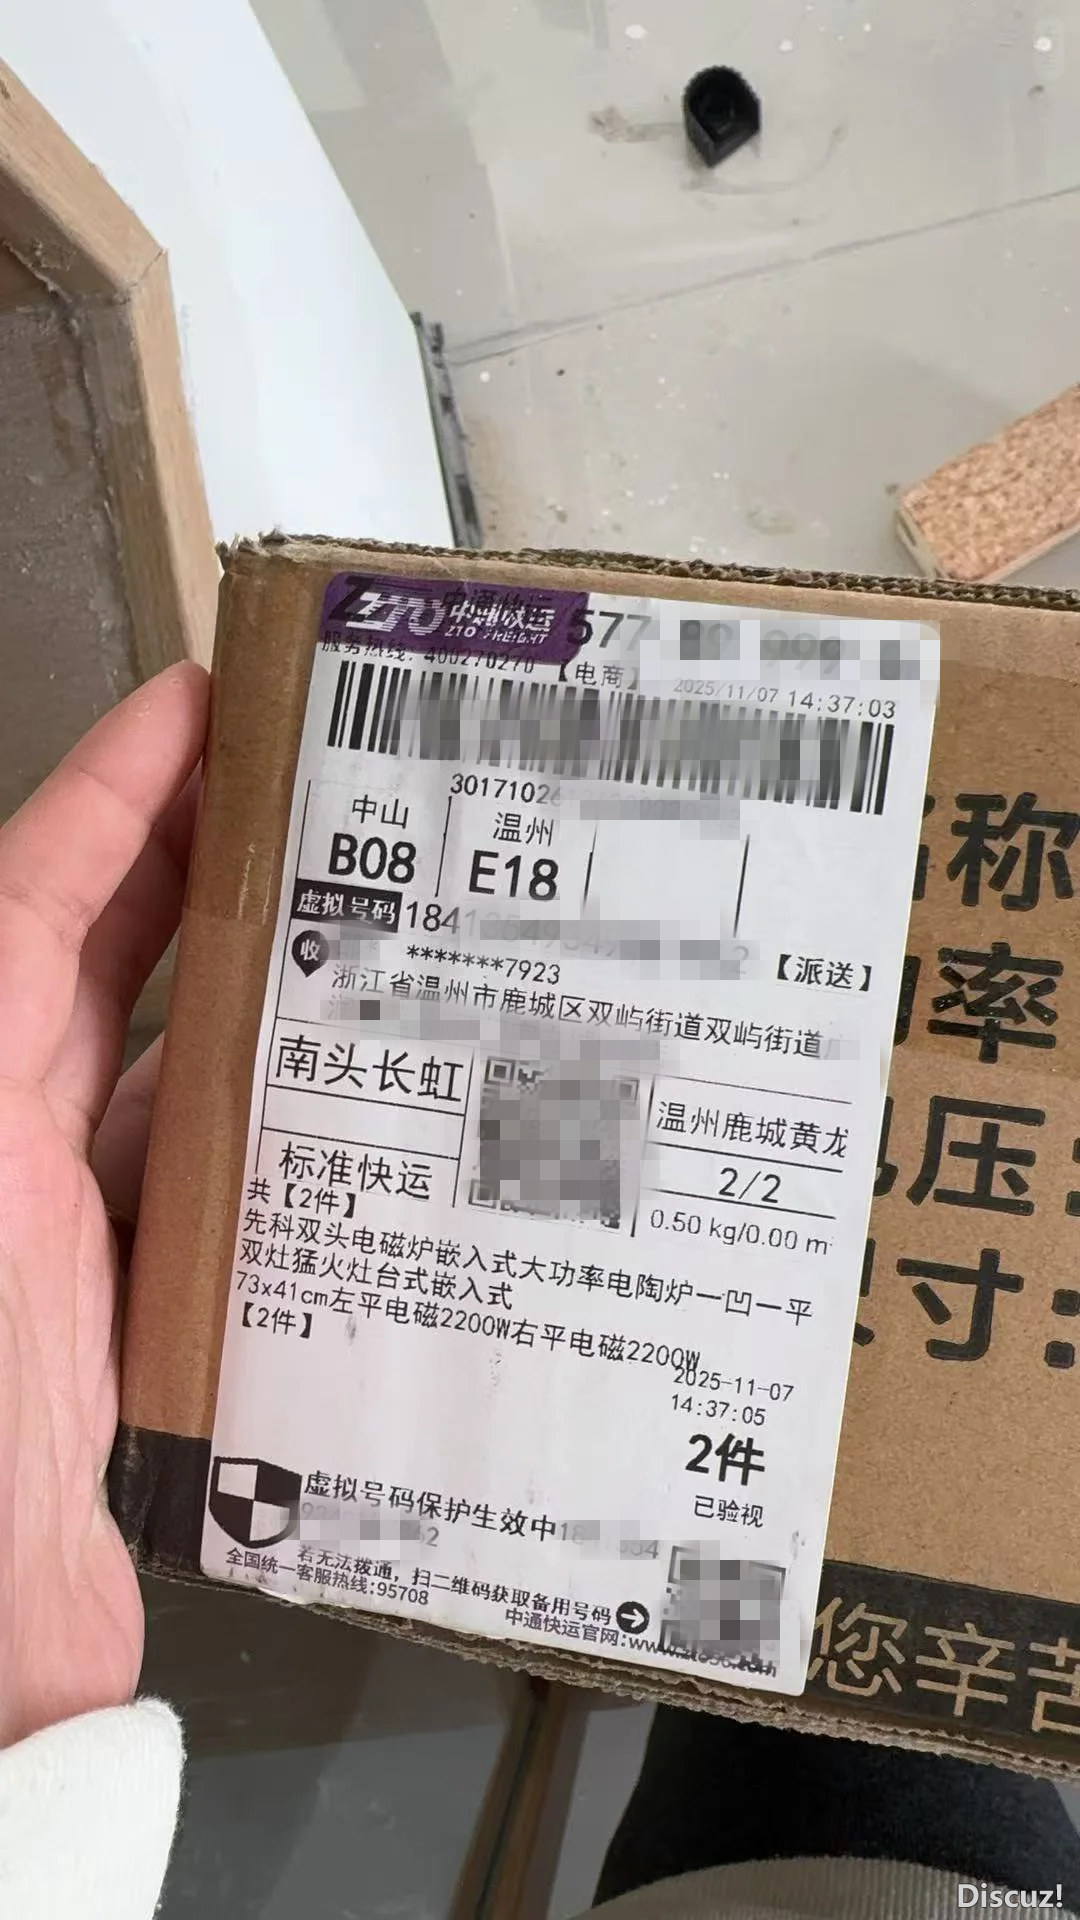 ZTO 中通快运 577
ZTO FREIGHT
服务热线: 400270270 【电商】 2025/11/07 14:37:03
3017102
中山 温州
B08 E18
虚拟号码 1841
收 *******7923 【派送】
浙江省温州市鹿城区双屿街道双屿街道
南头长虹
温州鹿城黄龙
标准快运
2/2
共【2件】
0.50 kg/0.00 m
先科双头电磁炉嵌入式大功率电陶炉一凹一平
双灶猛火灶台式嵌入式
73x41cm左平电磁2200W右平电磁2200W
【2件】
2025-11-07
14:37:05
2件
已验视
虚拟号码保护生效中
若无法拨通，扫二维码获取备用号码
全国统一客服热线:95708
中通快运官网:www.zto56.com
称
率
压:
寸:
您辛苦
Discuz!